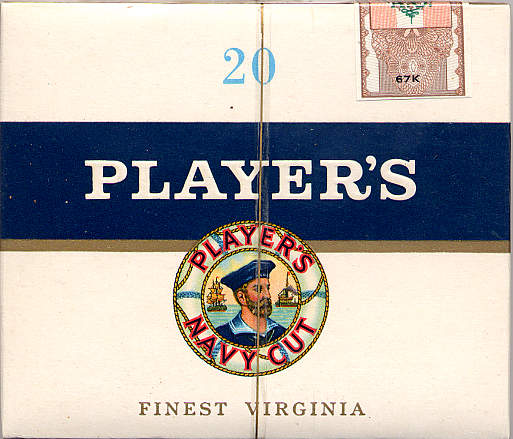 20
67K
PLAYER'S
PLAYER'S
NAVY CUT
FINEST VIRGINIA